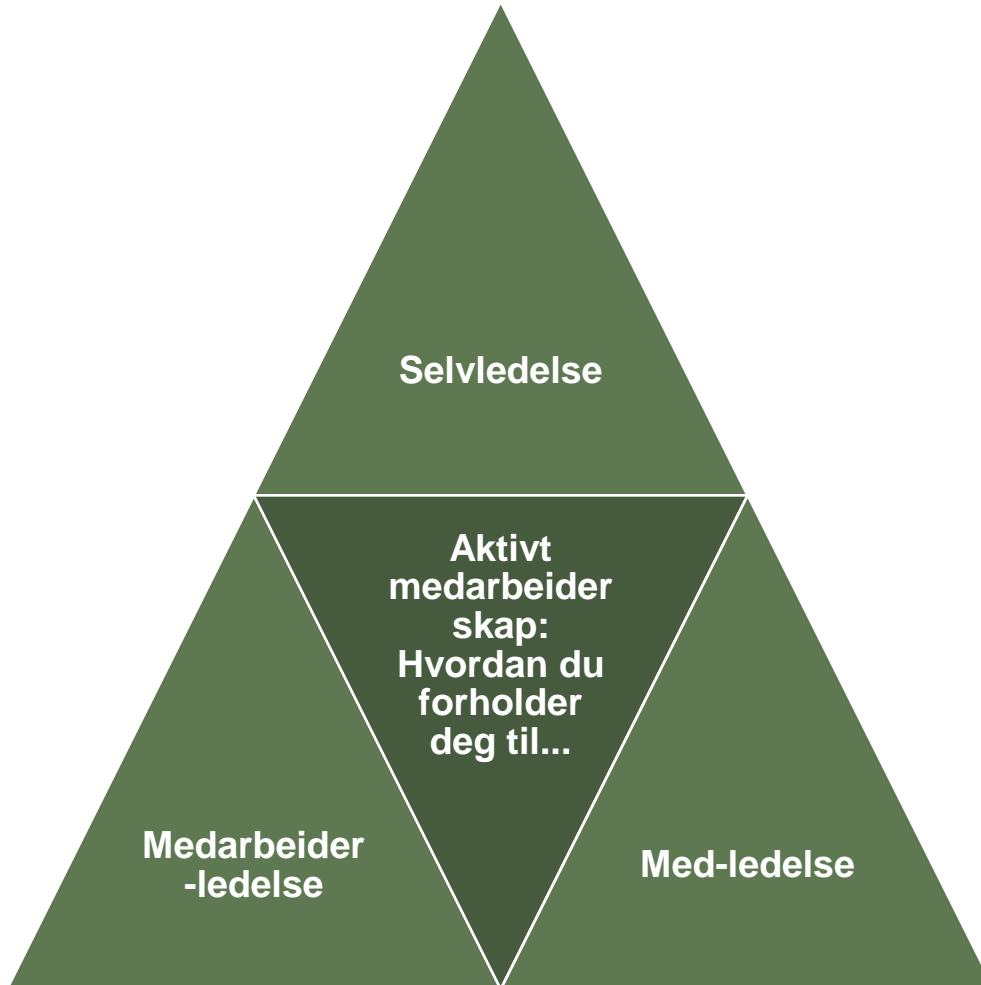 Selvledelse
Aktivt
medarbeider
skap:
Hvordan du
forholder
deg til...
Medarbeider
-ledelse
Med-ledelse